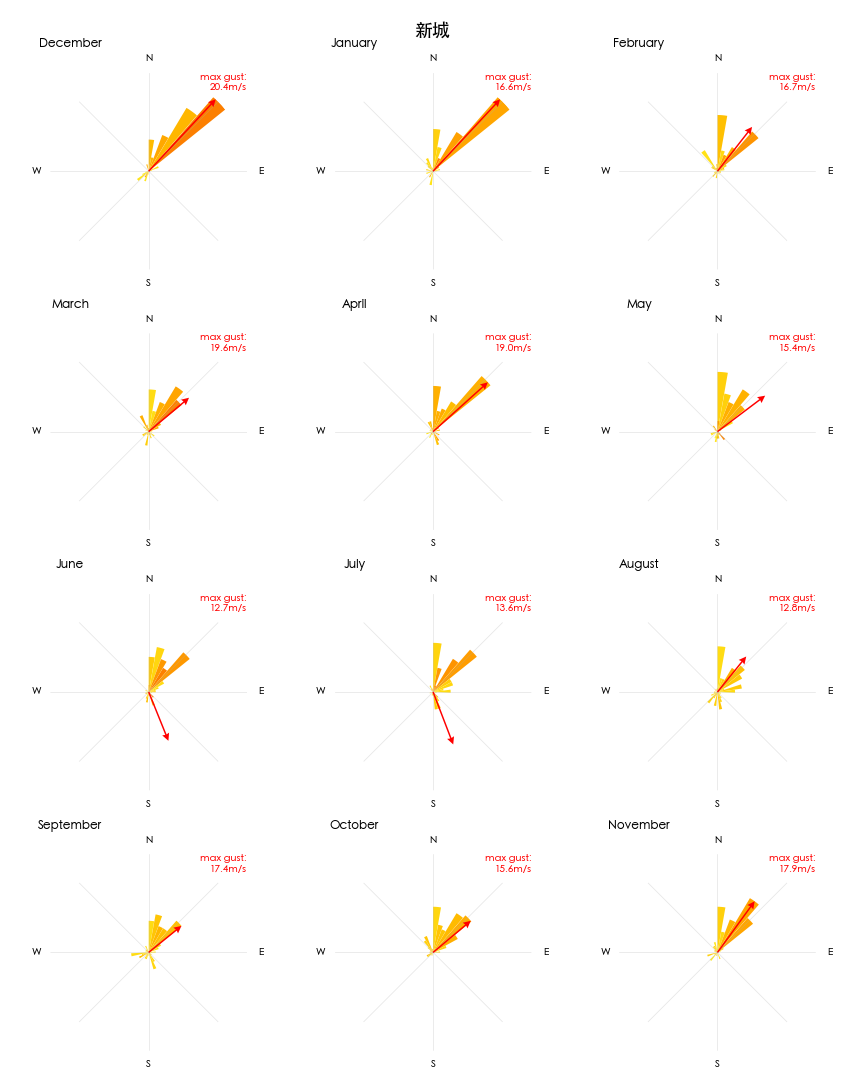 新城
December
N
max gust:
20.4m/s
W
E
S
January
N
max gust:
16.6m/s
W
E
S
February
N
max gust:
16.7m/s
W
E
S
March
N
max gust:
19.6m/s
W
E
S
April
N
max gust:
19.0m/s
W
E
S
May
N
max gust:
15.4m/s
W
E
S
June
N
max gust:
12.7m/s
W
E
S
July
N
max gust:
13.6m/s
W
E
S
August
N
max gust:
12.8m/s
W
E
S
September
N
max gust:
17.4m/s
W
E
S
October
N
max gust:
15.6m/s
W
E
S
November
N
max gust:
17.9m/s
W
E
S